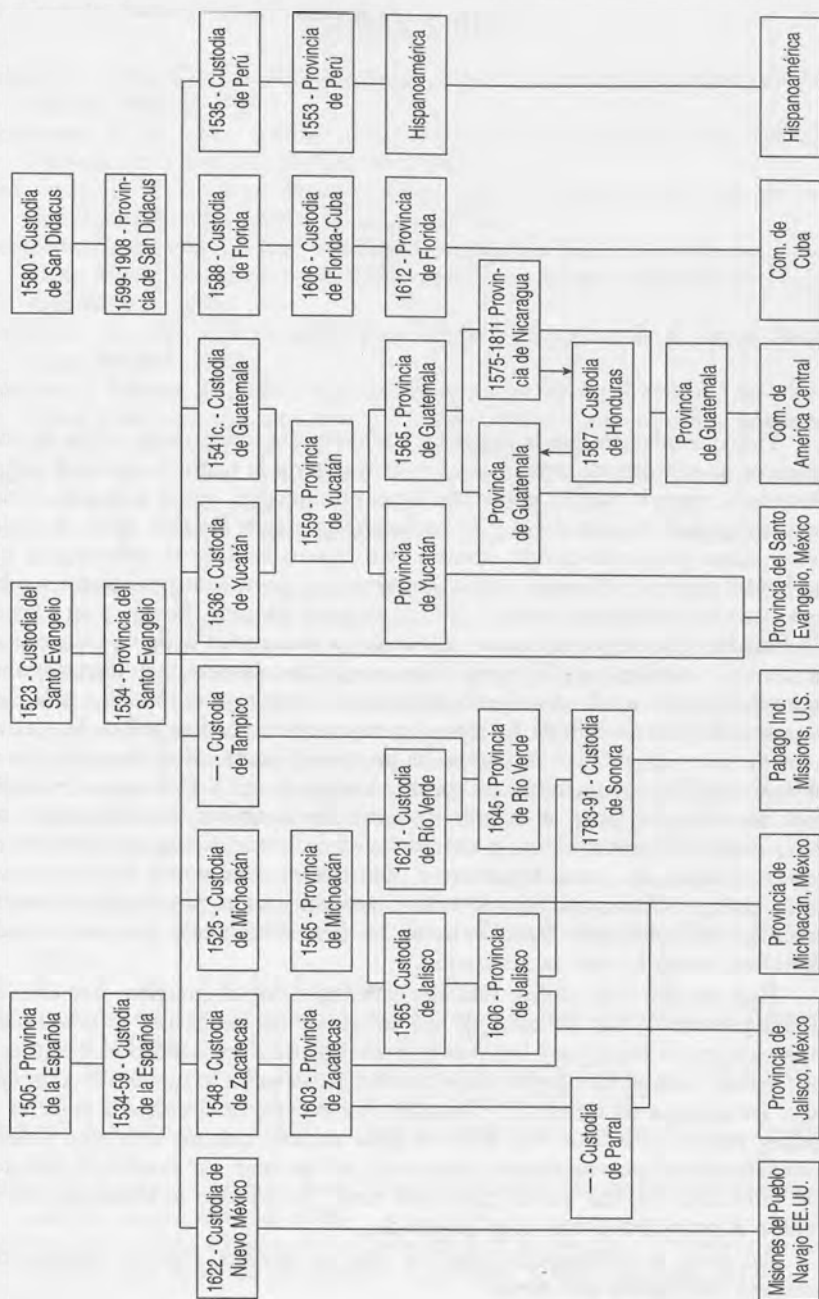 1505 - Provincia
de la Española
1523 - Custodia del
Santo Evangelio
1580 - Custodia
de San Didacus
1534-59 - Custodia
de la Española
1534 - Provincia del
Santo Evangelio
1599-1908 - Provin-
cia de San Didacus
1622 - Custodia de
Nuevo México
1549 - Custodia
de Zacatecas
1525 - Custodia
de Michoacán
— - Custodia
de Tampico
1536 - Custodia
de Yucatán
1541c. - Custodia
de Guatemala
1588 - Custodia
de Florida
1535 - Custodia
de Perú
1603 - Provincia
de Zacatecas
1565 - Provincia
de Michoacán
1559 - Provincia
de Yucatán
1606 - Custodia
de Florida-Cuba
1553 - Provincia
de Perú
1565 - Custodia
de Jalisco
1621 - Custodia
de Río Verde
Provincia
de Yucatán
1565 - Provincia
de Guatemala
1612 - Provincia
de Florida
Hispanoamérica
1606 - Provincia
de Jalisco
1645 - Provincia
de Río Verde
Provincia
de Guatemala
1575-1811 Provin-
cia de Nicaragua
— - Custodia
de Parral
1783-91 - Custodia
de Sonora
1587 - Custodia
de Honduras
Provincia
de Guatemala
Misiones del Pueblo
Navajo EE.UU.
Provincia de
Jalisco, México
Provincia de
Michoacán, México
Pabago Ind.
Missions, U.S.
Provincia del Santo
Evangelio, México
Com. de
América Central
Com. de
Cuba
Hispanoamérica